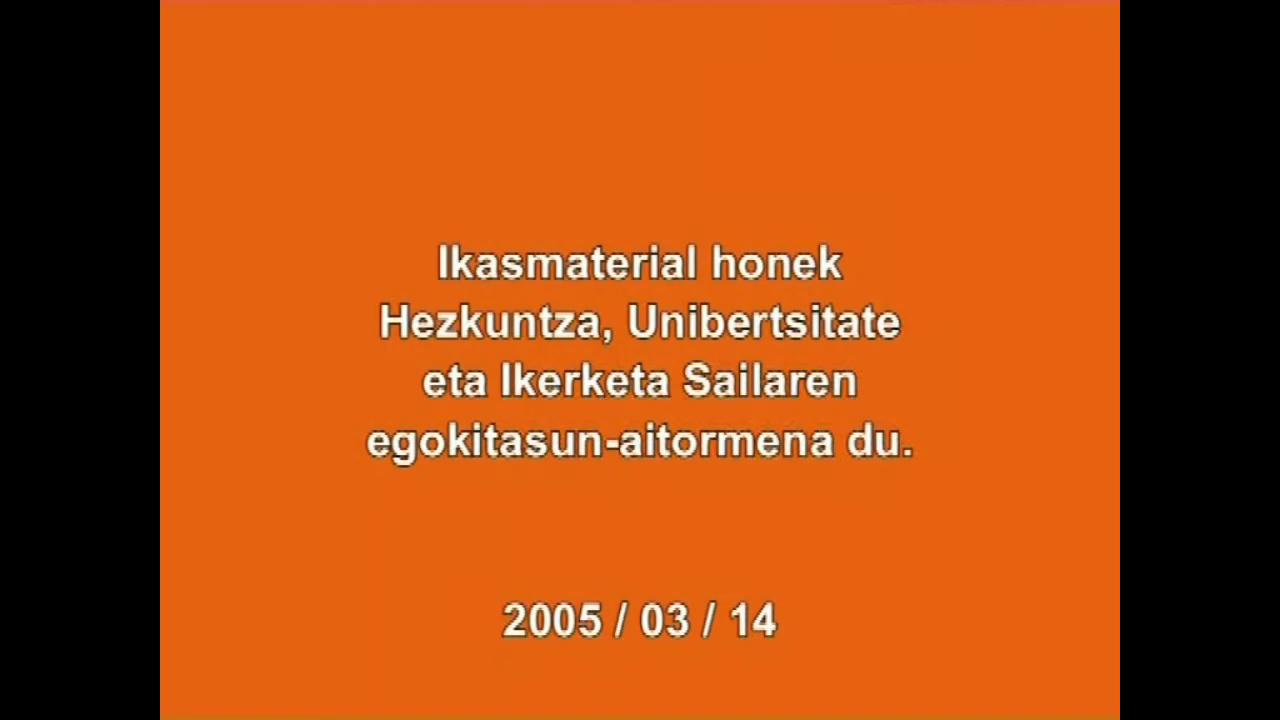 Ikasmaterial honek
Hezkuntza, Unibertsitate
eta Ikerketa Sailaren
egokitasun-aitormena du.
2005 / 03 / 14